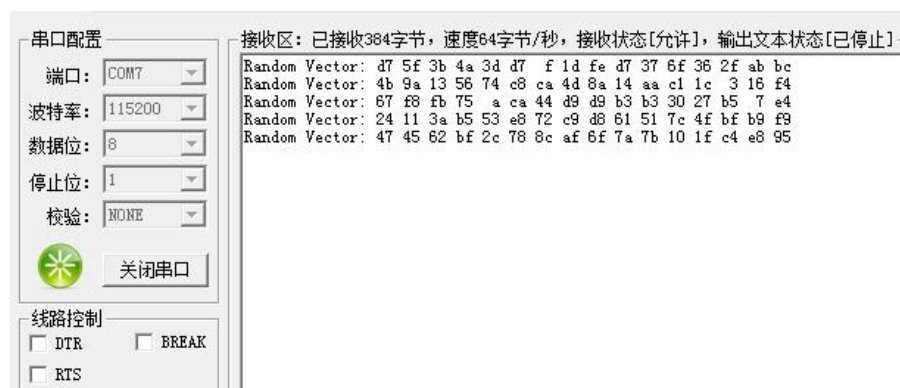 串口配置
端口： COM7
波特率： 115200
数据位： 8
停止位： 1
校验： NONE
关闭串口
线路控制
DTR BREAK
RTS
接收区：已接收384字节，速度64字节/秒，接收状态[允许]，输出文本状态[已停止]
Random Vector: d7 5f 3b 4a 3d d7  f 1d fe d7 37 6f 36 2f ab bc
Random Vector: 4b 9a 13 56 74 c8 ca 4d 8a 14 aa c1 1c  3 16 f4
Random Vector: 67 f8 fb 75  a ca 44 d9 d9 b3 b3 30 27 b5  7 e4
Random Vector: 24 11 3a b5 53 e8 72 c9 d8 61 51 7c 4f bf b9 f9
Random Vector: 47 45 62 bf 2c 78 8c af 6f 7a 7b 10 1f c4 e8 95